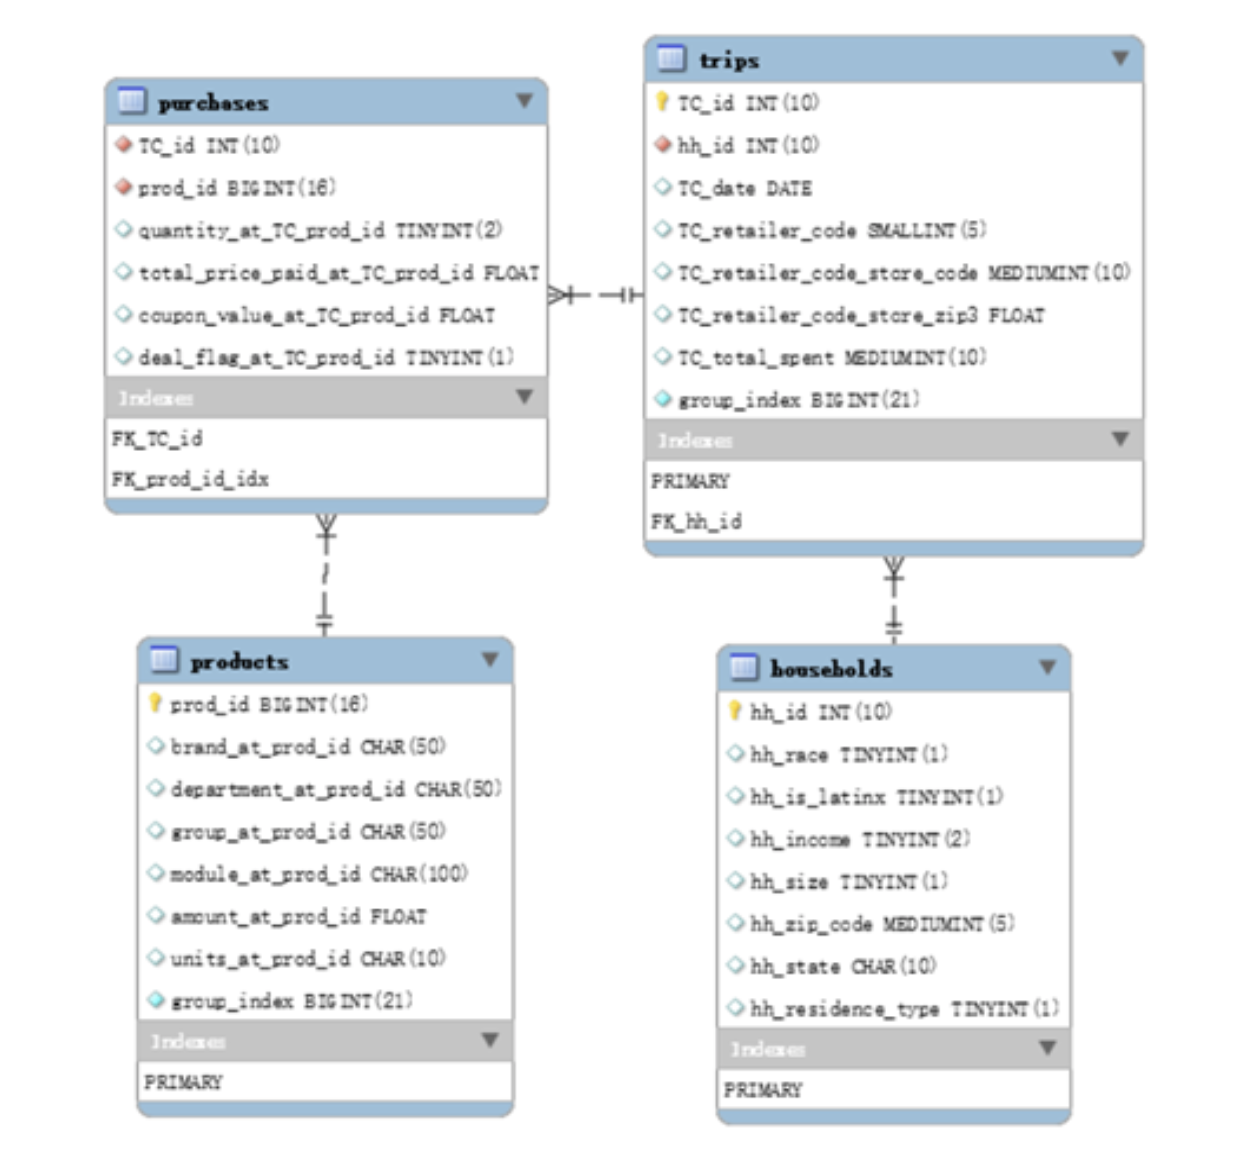 purchases
TC_id INT(10)
prod_id BIGINT(16)
quantity_at_TC_prod_id TINYINT(2)
total_price_paid_at_TC_prod_id FLOAT
coupon_value_at_TC_prod_id FLOAT
deal_flag_at_TC_prod_id TINYINT(1)
Indexes
FK_TC_id
FK_prod_id_idx
trips
TC_id INT(10)
hh_id INT(10)
TC_date DATE
TC_retailer_code SMALLINT(5)
TC_retailer_code_store_code MEDIUMINT(10)
TC_retailer_code_store_zip3 FLOAT
TC_total_spent MEDIUMINT(10)
group_index BIGINT(21)
Indexes
PRIMARY
FK_hh_id
products
prod_id BIGINT(16)
brand_at_prod_id CHAR(50)
department_at_prod_id CHAR(50)
group_at_prod_id CHAR(50)
module_at_prod_id CHAR(100)
amount_at_prod_id FLOAT
units_at_prod_id CHAR(10)
group_index BIGINT(21)
Indexes
PRIMARY
households
hh_id INT(10)
hh_race TINYINT(1)
hh_is_latinx TINYINT(1)
hh_income TINYINT(2)
hh_size TINYINT(1)
hh_zip_code MEDIUMINT(5)
hh_state CHAR(10)
hh_residence_type TINYINT(1)
Indexes
PRIMARY